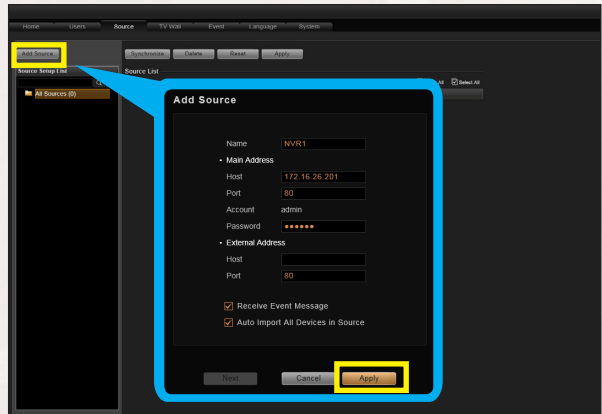 Home Users Source TV Wall Event Language System
Add Source Synchronize Delete Reset Apply
Source Setup List Source List
All Select All
All Sources (0)
Add Source
Name NVR1
• Main Address
Host 172.16.26.201
Port 80
Account admin
Password ●●●●●●
• External Address
Host
Port 80
Receive Event Message
Auto Import All Devices in Source
Next Cancel Apply